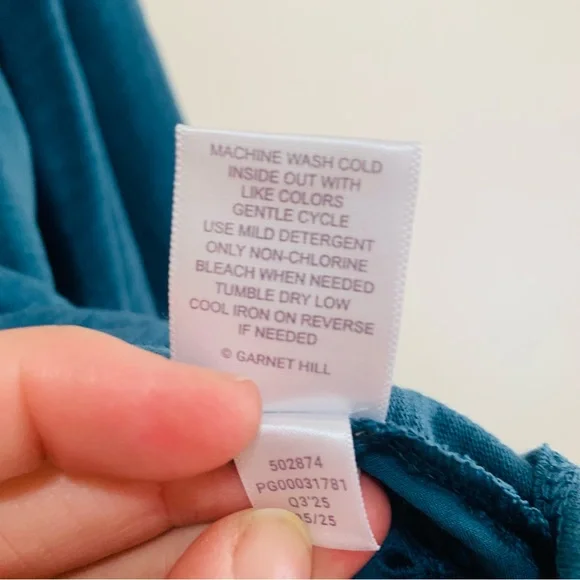 MACHINE WASH COLD
INSIDE OUT WITH
LIKE COLORS
GENTLE CYCLE
USE MILD DETERGENT
ONLY NON-CHLORINE
BLEACH WHEN NEEDED
TUMBLE DRY LOW
COOL IRON ON REVERSE
IF NEEDED
© GARNET HILL
502874
PG00031781
Q3'25